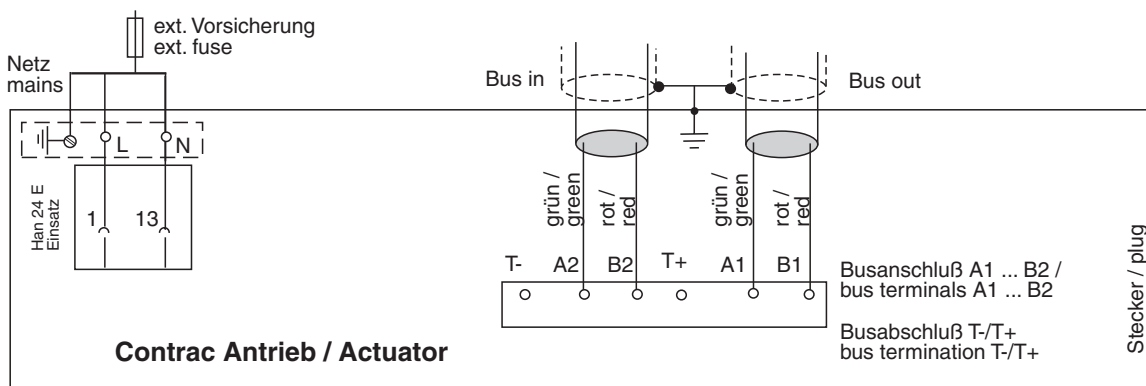 ext. Vorsicherung
ext. fuse
Netz
mains
Bus in
Bus out
L
N
Han 24 E
Einsatz
1
13
grün /
green
rot /
red
grün /
green
rot /
red
T-
A2
B2
T+
A1
B1
Busanschluß A1 ... B2 /
bus terminals A1 ... B2
Busabschluß T-/T+
bus termination T-/T+
Stecker / plug
Contrac Antrieb / Actuator